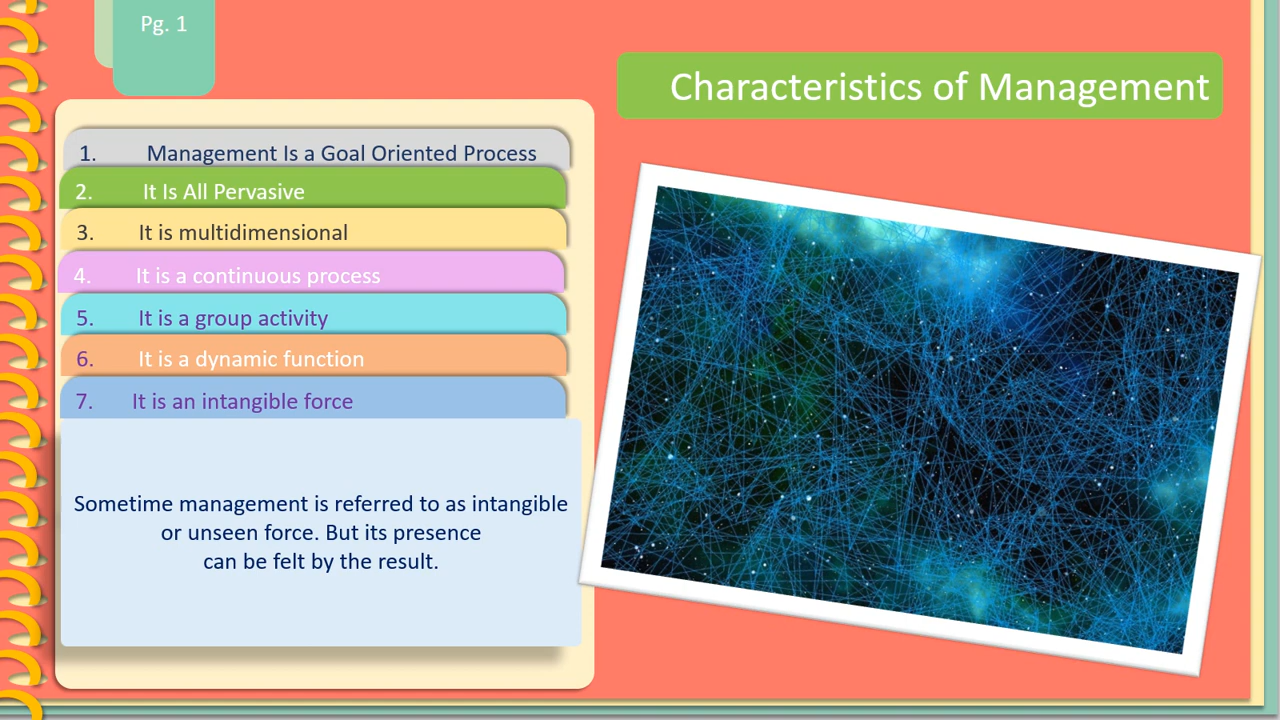 Pg. 1
Characteristics of Management
1. Management Is a Goal Oriented Process
2. It Is All Pervasive
3. It is multidimensional
4. It is a continuous process
5. It is a group activity
6. It is a dynamic function
7. It is an intangible force
Sometime management is referred to as intangible
or unseen force. But its presence
can be felt by the result.